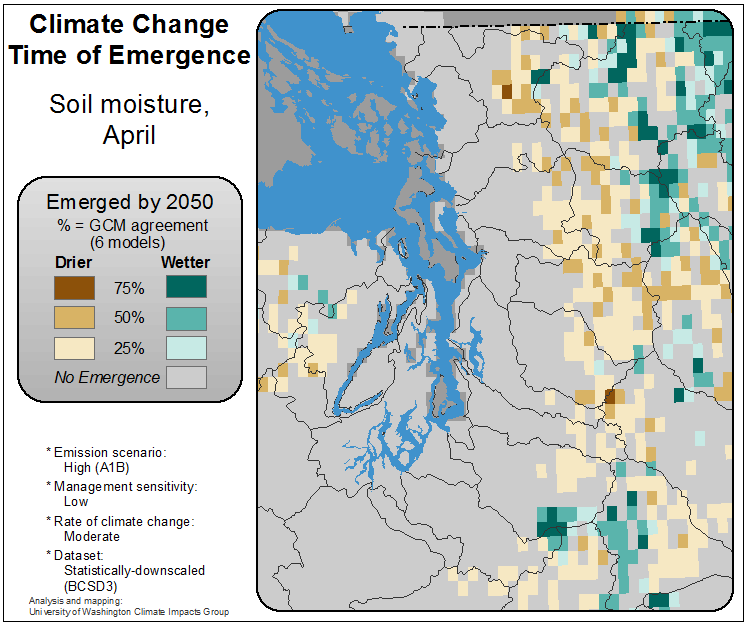 Climate Change
Time of Emergence
Soil moisture,
April
Emerged by 2050
% = GCM agreement
(6 models)
Drier Wetter
75%
50%
25%
No Emergence
* Emission scenario:
High (A1B)
* Management sensitivity:
Low
* Rate of climate change:
Moderate
* Dataset:
Statistically-downscaled
(BCSD3)
Analysis and mapping:
University of Washington Climate Impacts Group